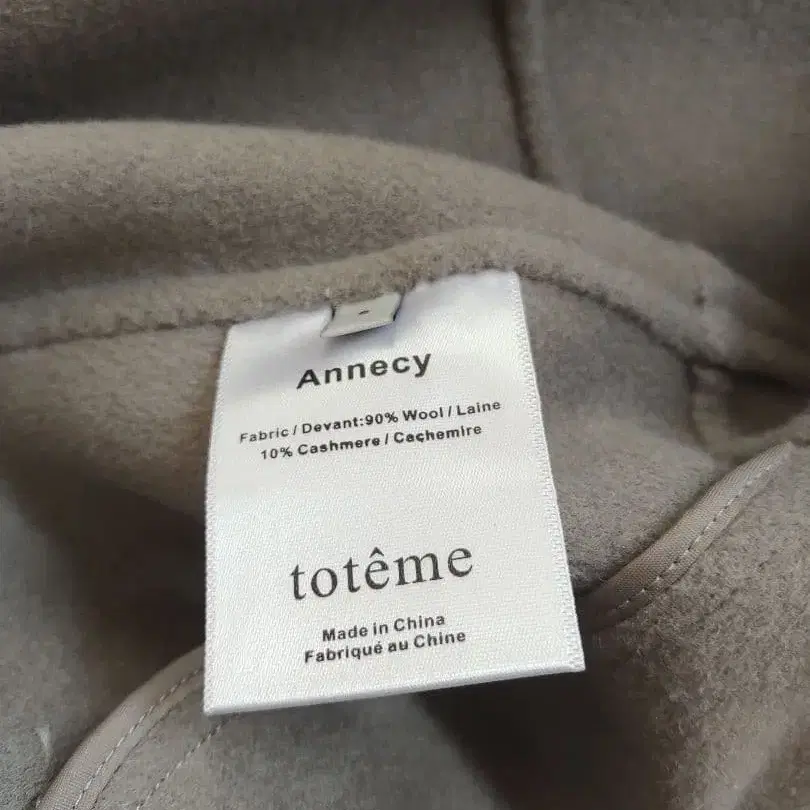 Annecy
Fabric / Devant:90% Wool / Laine
10% Cashmere / Cachemire
totême
Made in China
Fabriqué au Chine